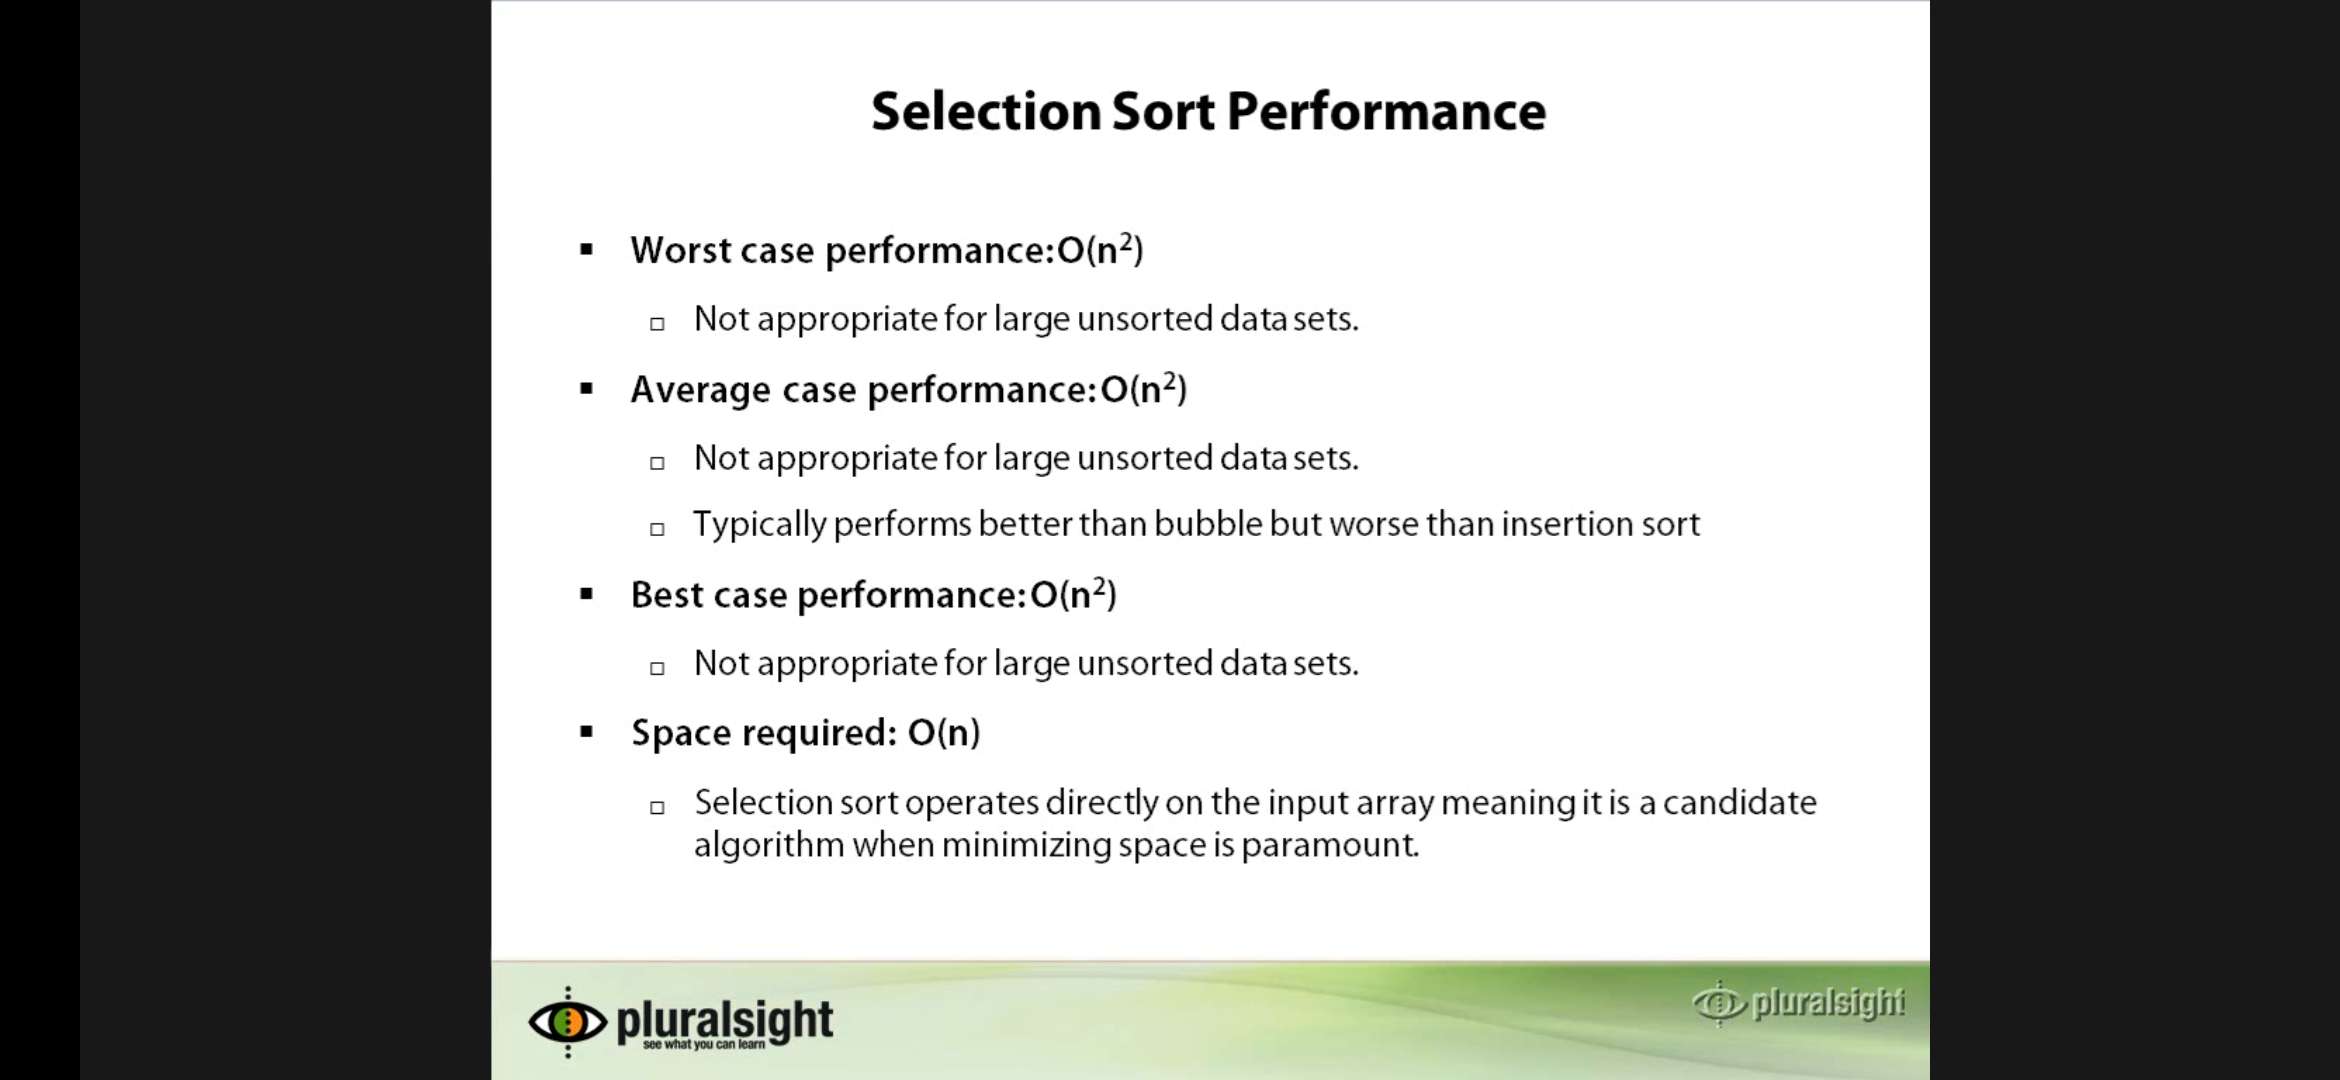 Selection Sort Performance
▪ Worst case performance: O(n²)
□ Not appropriate for large unsorted data sets.
▪ Average case performance: O(n²)
□ Not appropriate for large unsorted data sets.
□ Typically performs better than bubble but worse than insertion sort
▪ Best case performance: O(n²)
□ Not appropriate for large unsorted data sets.
▪ Space required: O(n)
□ Selection sort operates directly on the input array meaning it is a candidate
algorithm when minimizing space is paramount.
pluralsight
see what you can learn
pluralsight